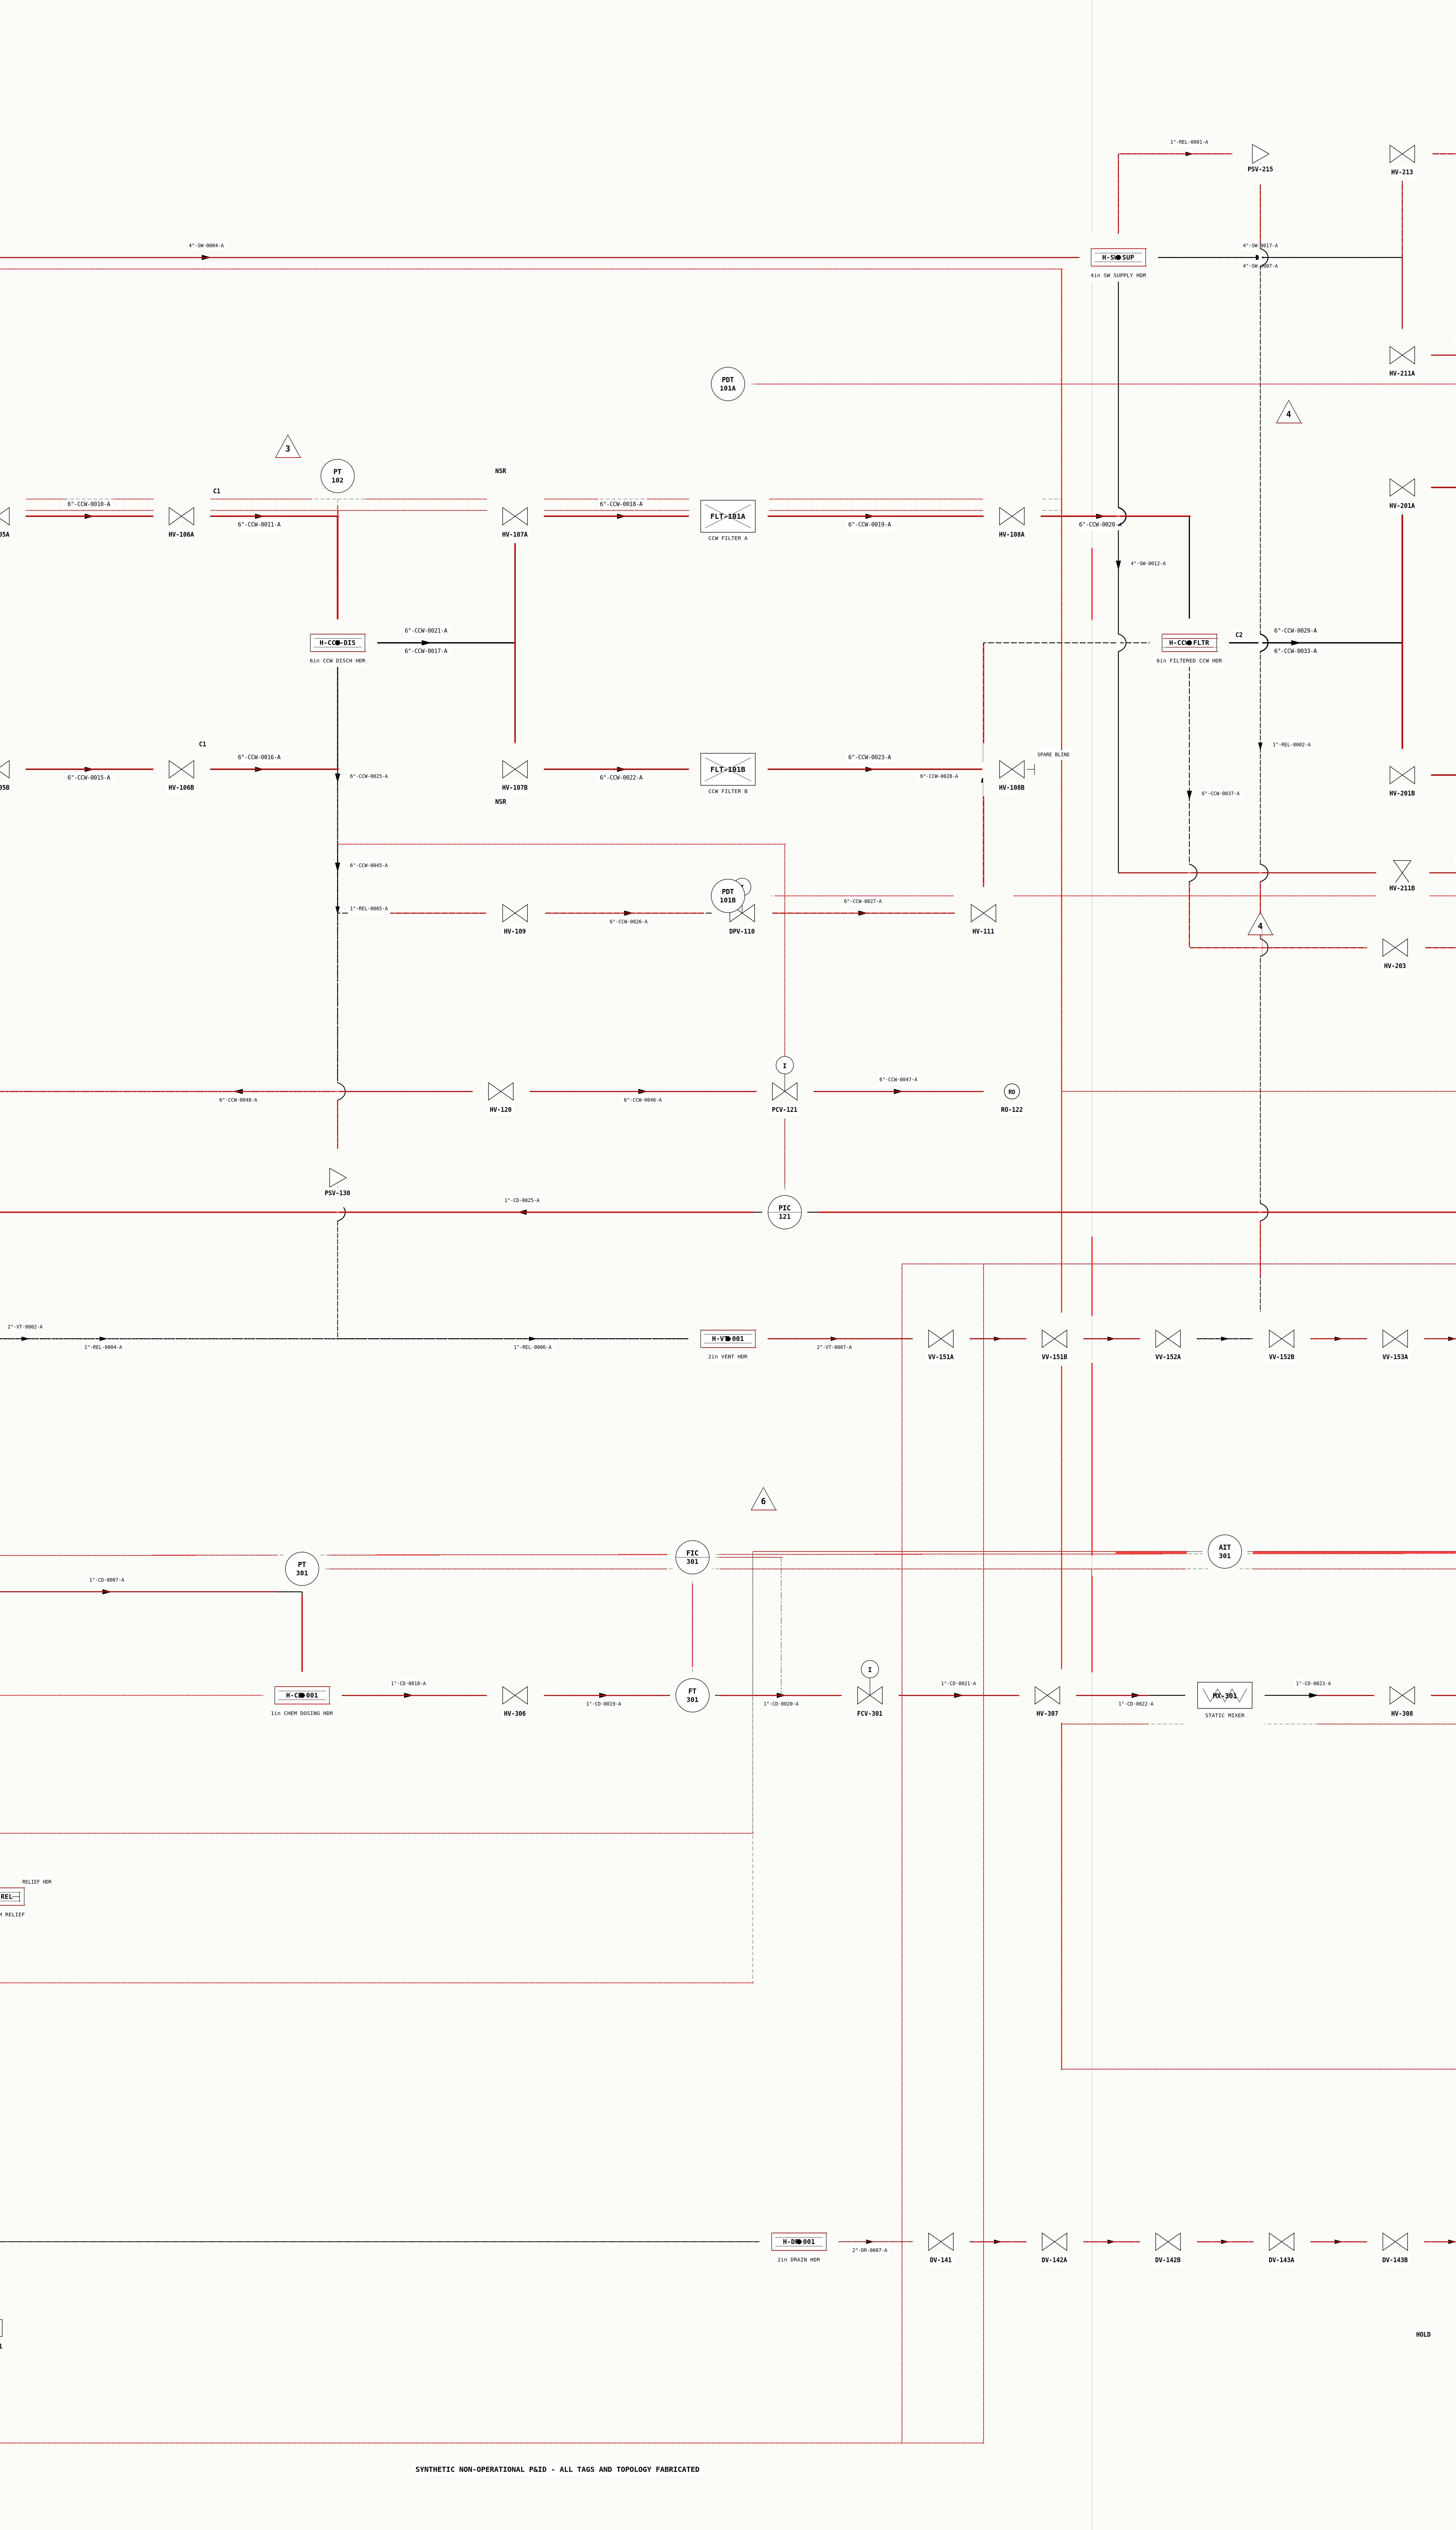 1"-REL-0001-A
PSV-215
HV-213
4"-SW-0004-A
4"-SW-0017-A
4"-SW-0007-A
4in SW SUPPLY HDR
HV-211A
PDT
101A
4
3
PT
102
NSR
C1
6"-CCW-0010-A
6"-CCW-0011-A
6"-CCW-0018-A
FLT-101A
6"-CCW-0019-A
6"-CCW-0020-A
HV-201A
05A
HV-106A
HV-107A
CCW FILTER A
HV-108A
4"-SW-0012-A
6"-CCW-0021-A
6"-CCW-0017-A
6in CCW DISCH HDR
C2
6"-CCW-0029-A
6"-CCW-0033-A
6in FILTERED CCW HDR
C1
1"-REL-0002-A
6"-CCW-0016-A
6"-CCW-0015-A
6"-CCW-0025-A
6"-CCW-0022-A
FLT-101B
6"-CCW-0023-A
6"-CCW-0028-A
SPARE BLIND
05B
HV-106B
HV-107B
CCW FILTER B
HV-108B
6"-CCW-0037-A
HV-201B
NSR
6"-CCW-0045-A
HV-211B
1"-REL-0005-A
PDT
101B
6"-CCW-0027-A
6"-CCW-0026-A
HV-109
DPV-110
HV-111
4
HV-203
I
6"-CCW-0047-A
RO
6"-CCW-0048-A
HV-120
6"-CCW-0046-A
PCV-121
RO-122
PSV-130
1"-CD-0025-A
PIC
121
2"-VT-0002-A
1"-REL-0004-A
1"-REL-0006-A
2in VENT HDR
2"-VT-0007-A
VV-151A
VV-151B
VV-152A
VV-152B
VV-153A
6
PT
301
FIC
301
AIT
301
1"-CD-0007-A
1in CHEM DOSING HDR
1"-CD-0018-A
HV-306
1"-CD-0019-A
FT
301
1"-CD-0020-A
I
FCV-301
1"-CD-0021-A
HV-307
1"-CD-0022-A
MX-301
STATIC MIXER
1"-CD-0023-A
HV-308
RELIEF HDR
REL
M RELIEF
2in DRAIN HDR
2"-DR-0007-A
DV-141
DV-142A
DV-142B
DV-143A
DV-143B
HOLD
SYNTHETIC NON-OPERATIONAL P&ID - ALL TAGS AND TOPOLOGY FABRICATED